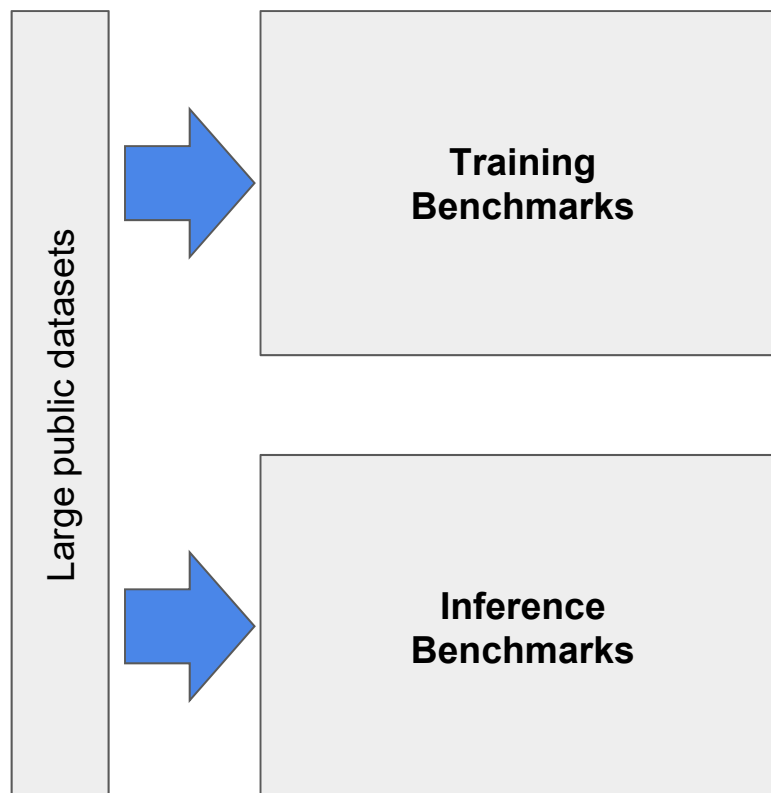 Large public datasets
Training
Benchmarks
Inference
Benchmarks